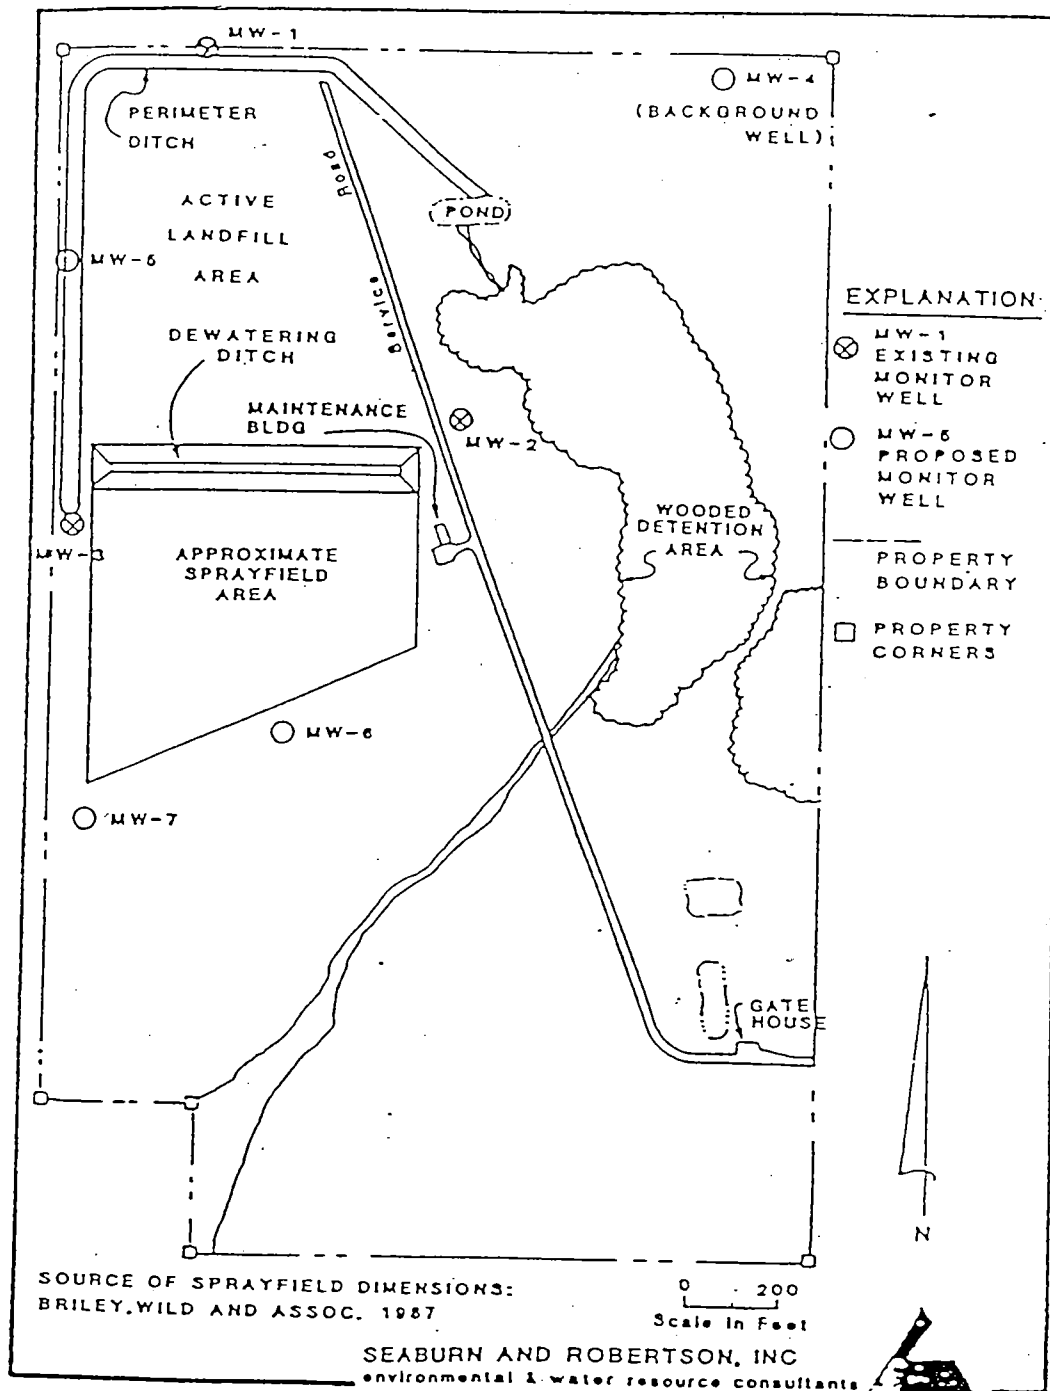 MW-1
MW-4
(BACKGROUND
WELL)
PERIMETER
DITCH
Road
ACTIVE
LANDFILL
AREA
POND
MW-5
Service
DEWATERING
DITCH
MAINTENANCE
BLDG
MW-2
MW-3
WOODED
DETENTION
AREA
APPROXIMATE
SPRAYFIELD
AREA
MW-6
MW-7
GATE
HOUSE
EXPLANATION
MW-1
EXISTING
MONITOR
WELL
MW-5
PROPOSED
MONITOR
WELL
PROPERTY
BOUNDARY
PROPERTY
CORNERS
N
SOURCE OF SPRAYFIELD DIMENSIONS:
BRILEY, WILD AND ASSOC. 1987
0 200
Scale in Feet
SEABURN AND ROBERTSON, INC
environmental & water resource consultants